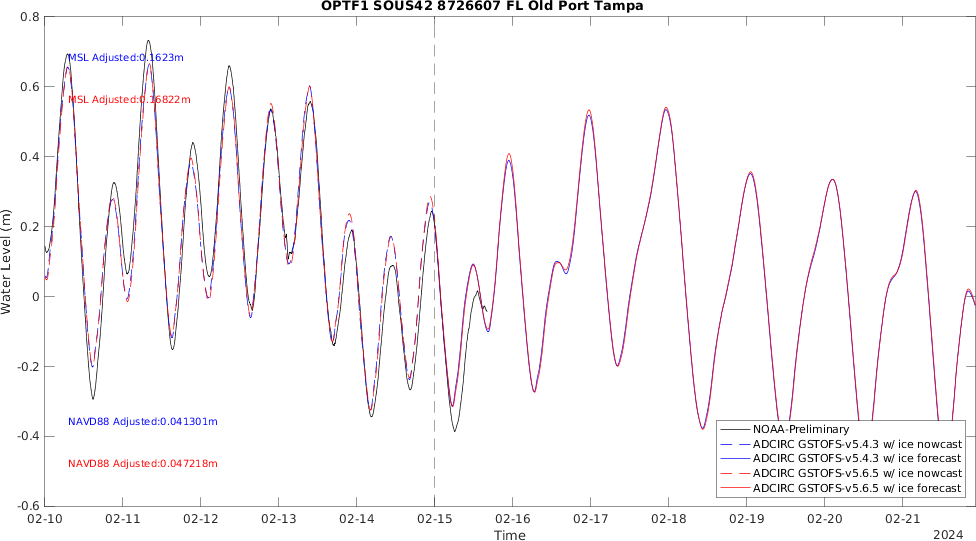 OPTF1 SOUS42 8726607 FL Old Port Tampa
0.8
0.6
0.4
0.2
0
-0.2
-0.4
-0.6
Water Level (m)
MSL Adjusted:0.1623m
MSL Adjusted:0.16822m
NAVD88 Adjusted:0.041301m
NAVD88 Adjusted:0.047218m
NOAA-Preliminary
ADCIRC GSTOFS-v5.4.3 w/ ice nowcast
ADCIRC GSTOFS-v5.4.3 w/ ice forecast
ADCIRC GSTOFS-v5.6.5 w/ ice nowcast
ADCIRC GSTOFS-v5.6.5 w/ ice forecast
02-10 02-11 02-12 02-13 02-14 02-15 02-16 02-17 02-18 02-19 02-20 02-21
Time
2024